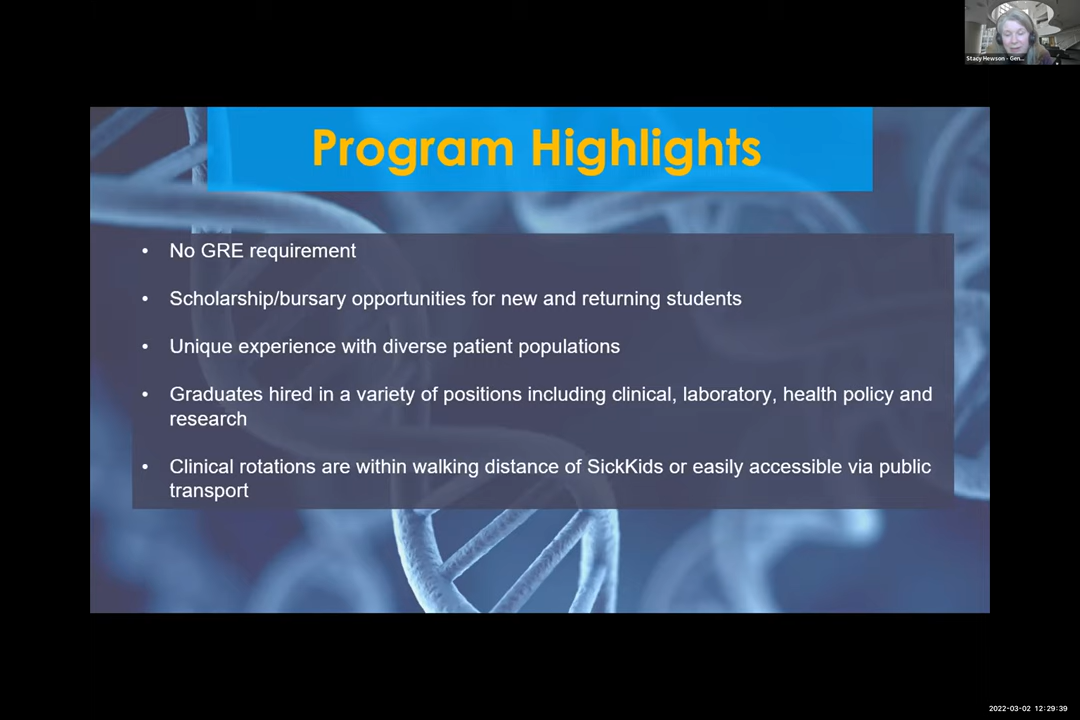 Stacy Hewson - Gen...
Program Highlights
• No GRE requirement
• Scholarship/bursary opportunities for new and returning students
• Unique experience with diverse patient populations
• Graduates hired in a variety of positions including clinical, laboratory, health policy and
research
• Clinical rotations are within walking distance of SickKids or easily accessible via public
transport
2022-03-02 12:29:39